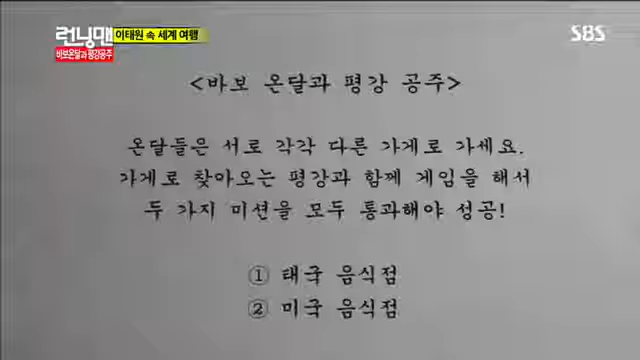 런닝맨 이태원 속 세계 여행
바보온달과 평강공주
SBS
<바보 온달과 평강 공주>
온달들은 서로 각각 다른 가게로 가세요.
가게로 찾아오는 평강과 함께 게임을 해서
두 가지 미션을 모두 통과해야 성공!
① 태국 음식점
② 미국 음식점